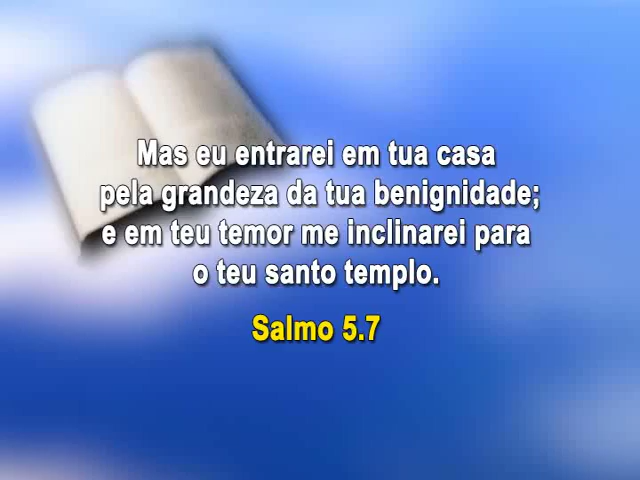 Mas eu entrarei em tua casa
pela grandeza da tua benignidade;
e em teu temor me inclinarei para
o teu santo templo.
Salmo 5.7